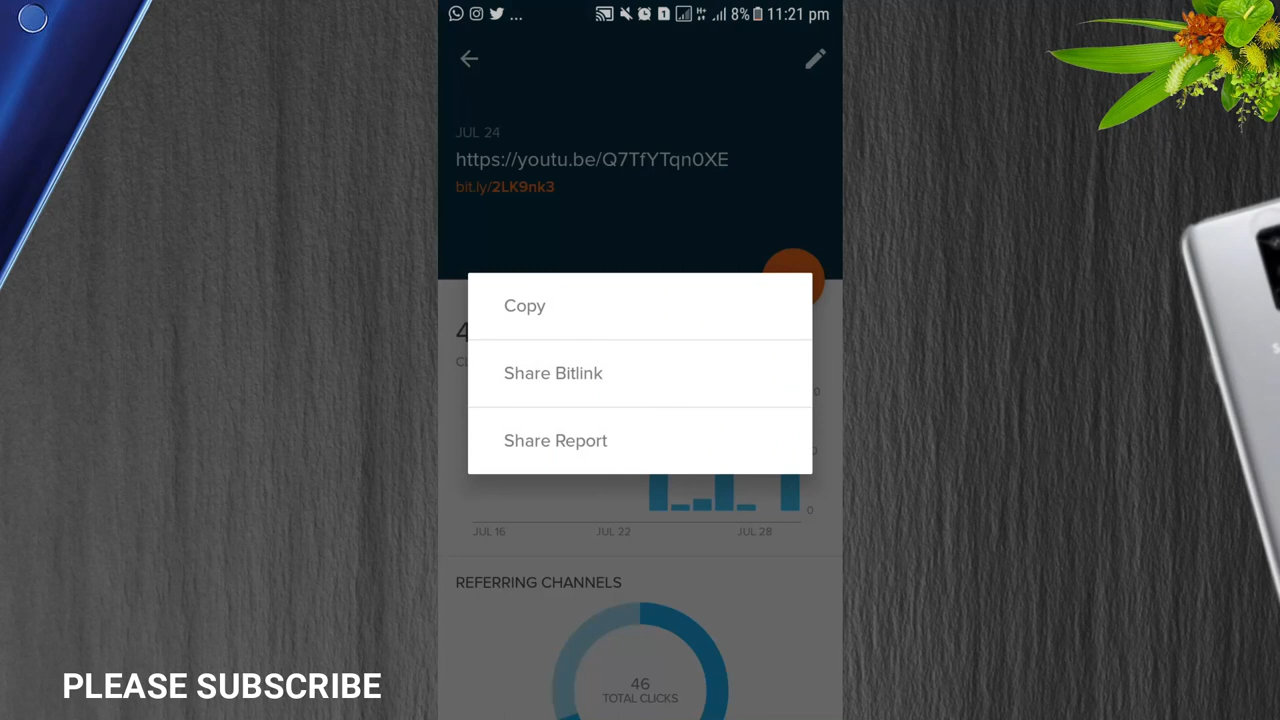 ... 8% 11:21 pm
JUL 24
https://youtu.be/Q7TfYTqn0XE
bit.ly/2LK9nk3
Copy
Share Bitlink
Share Report
0
JUL 16 JUL 22 JUL 28
REFERRING CHANNELS
46
TOTAL CLICKS
PLEASE SUBSCRIBE